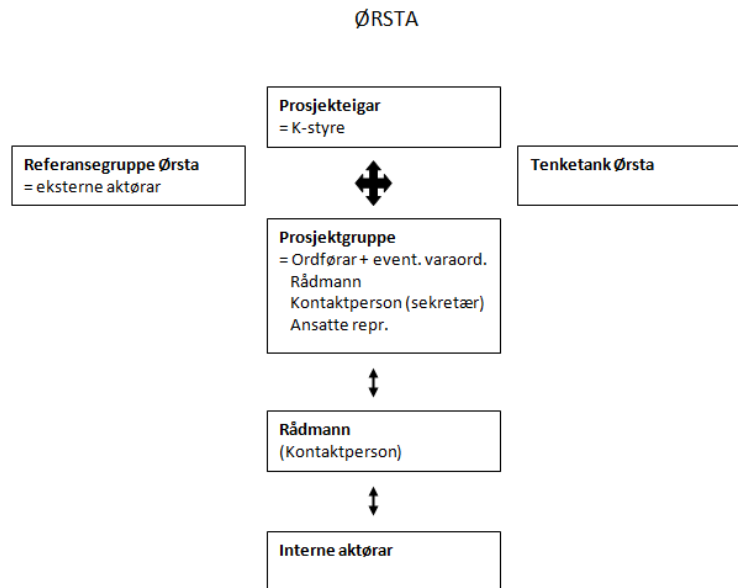 ØRSTA
Prosjekteigar
= K-styre
Referansegruppe Ørsta
= eksterne aktørar
Tenketank Ørsta
Prosjektgruppe
= Ordførar + event. varaord.
Rådmann
Kontaktperson (sekretær)
Ansatte repr.
Rådmann
(Kontaktperson)
Interne aktørar